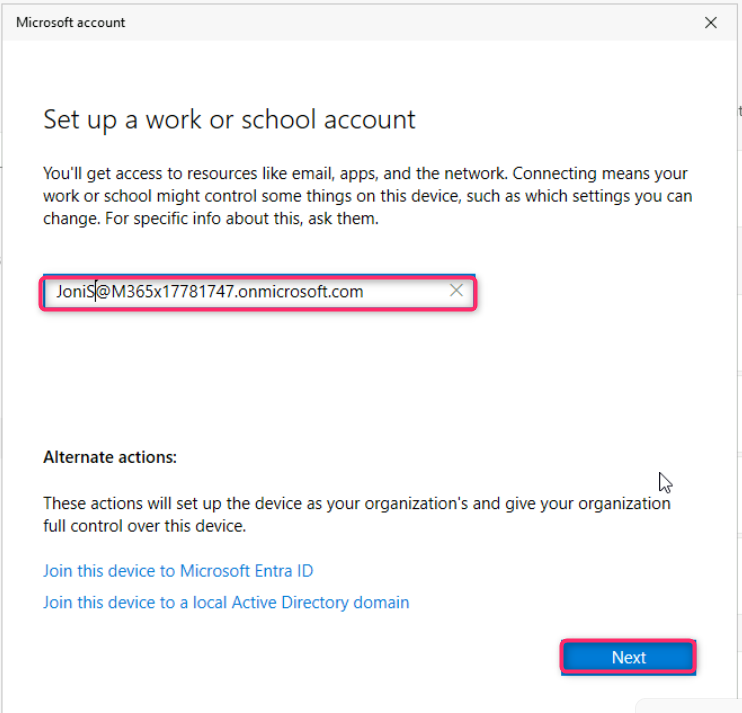 Microsoft account
Set up a work or school account
You'll get access to resources like email, apps, and the network. Connecting means your
work or school might control some things on this device, such as which settings you can
change. For specific info about this, ask them.
JoniS@M365x17781747.onmicrosoft.com
Alternate actions:
These actions will set up the device as your organization's and give your organization
full control over this device.
Join this device to Microsoft Entra ID
Join this device to a local Active Directory domain
Next